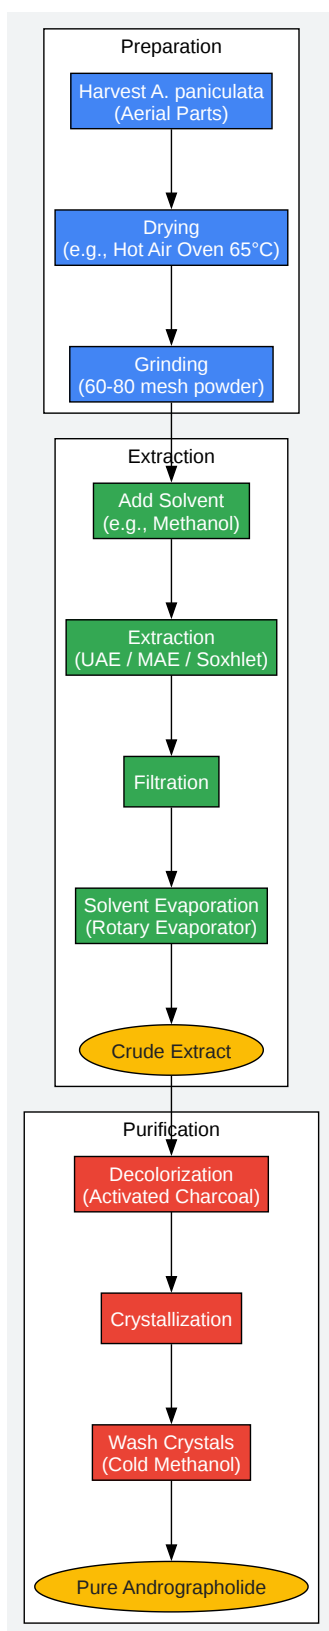 Preparation
Harvest A. paniculata
(Aerial Parts)
Drying
(e.g., Hot Air Oven 65°C)
Grinding
(60-80 mesh powder)
Extraction
Add Solvent
(e.g., Methanol)
Extraction
(UAE / MAE / Soxhlet)
Filtration
Solvent Evaporation
(Rotary Evaporator)
Crude Extract
Purification
Decolorization
(Activated Charcoal)
Crystallization
Wash Crystals
(Cold Methanol)
Pure Andrographolide